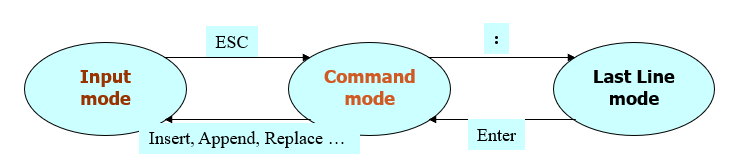 ESC
:
Input
mode
Command
mode
Last Line
mode
Insert, Append, Replace ...
Enter